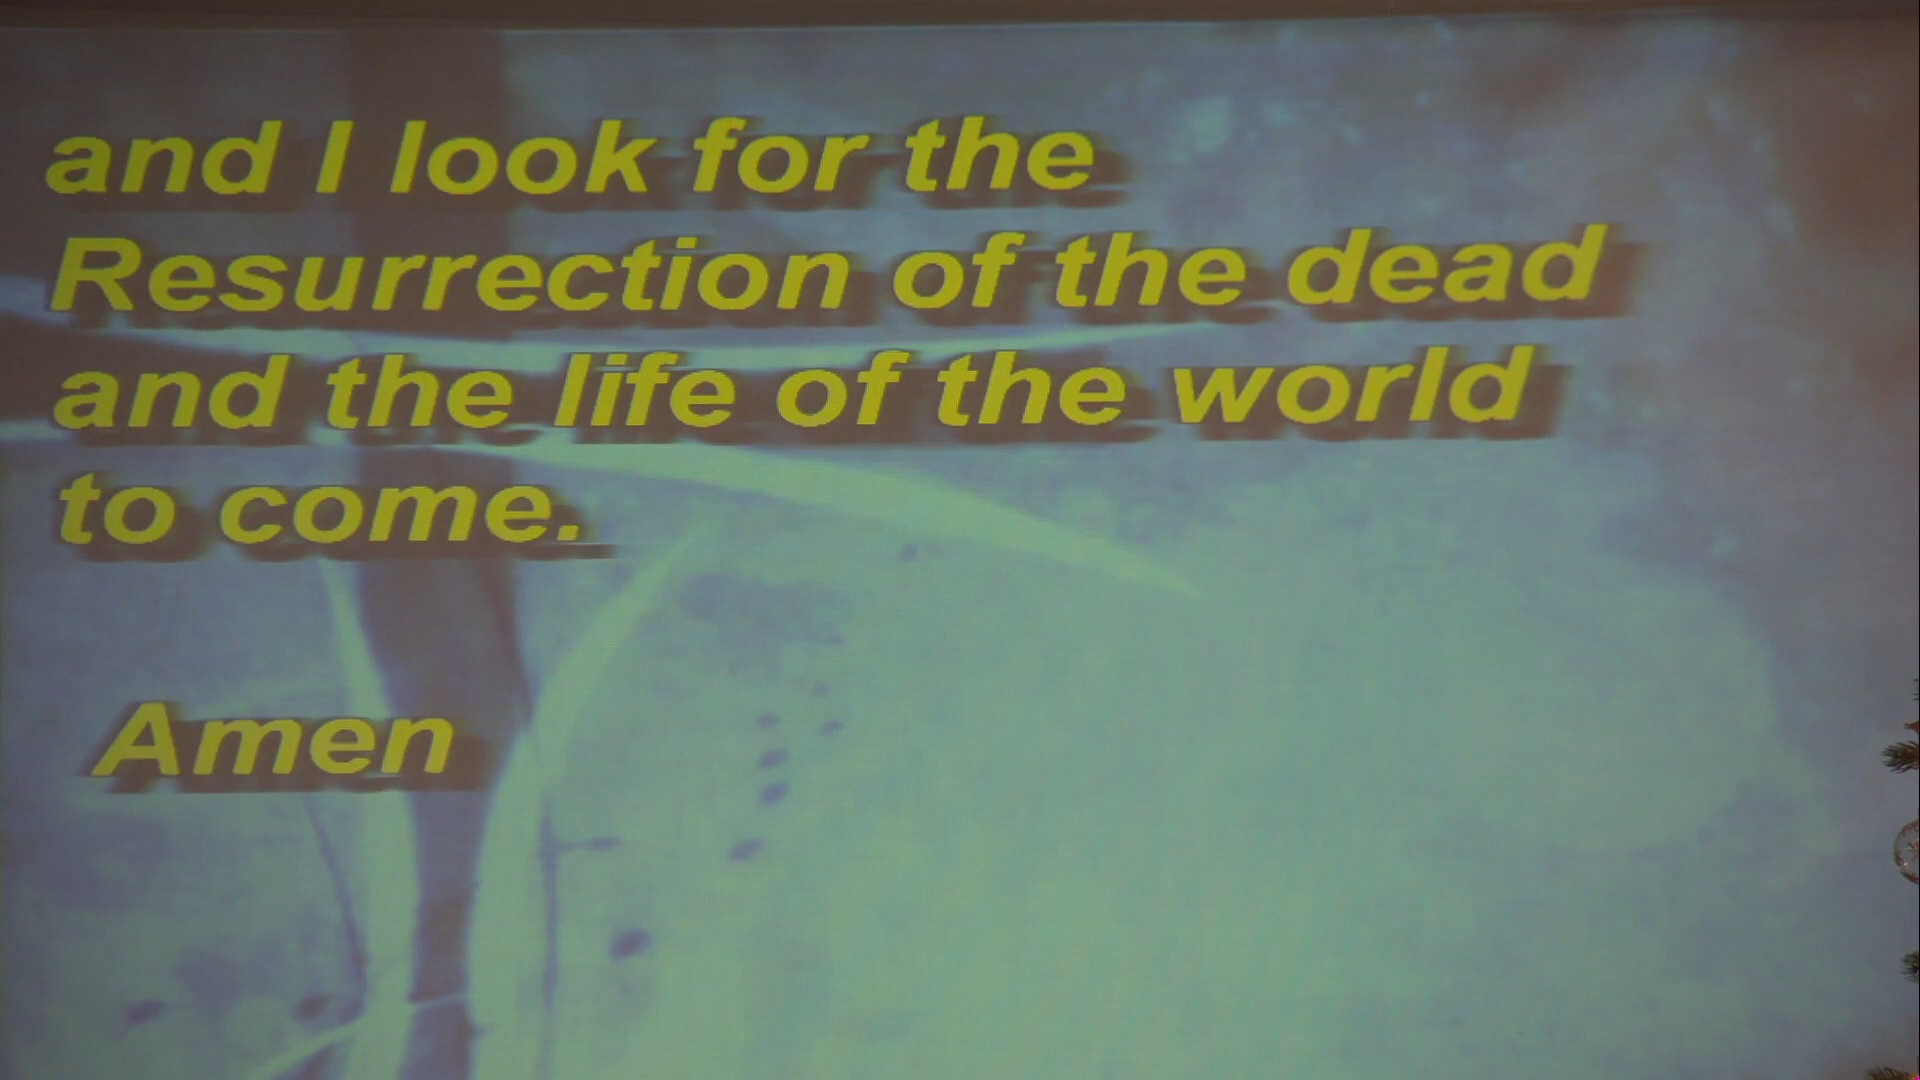 and I look for the
Resurrection of the dead
and the life of the world
to come.
Amen